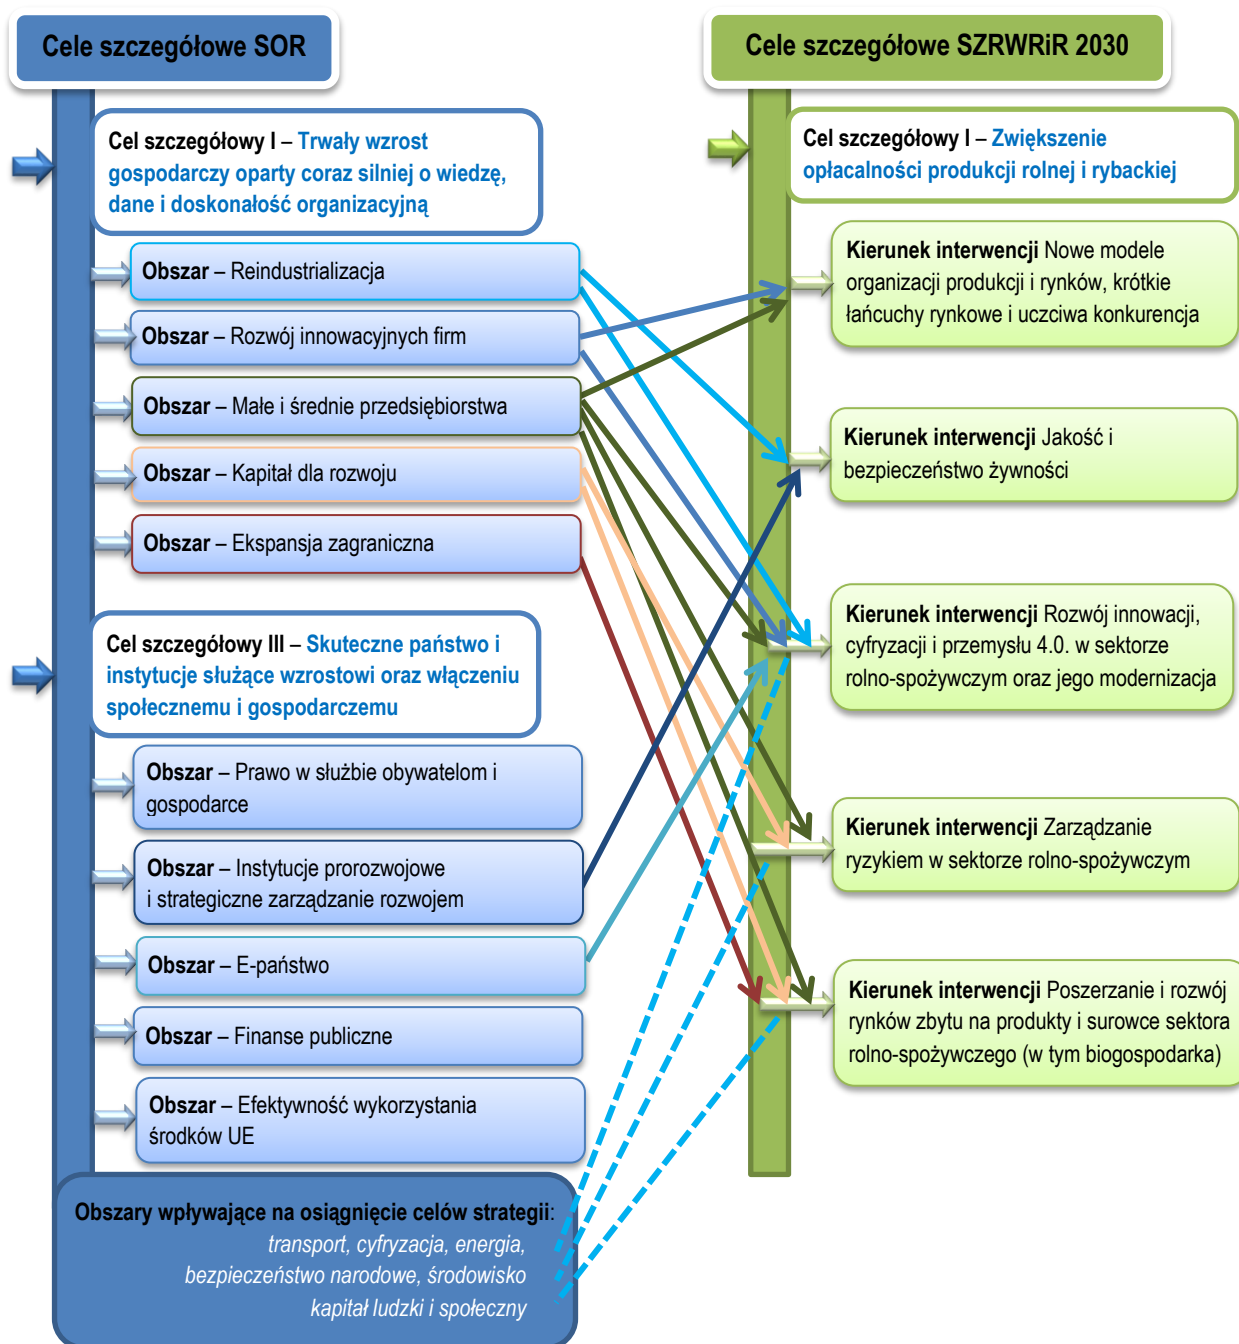 Cele szczegółowe SOR
Cel szczegółowy I – Trwały wzrost
gospodarczy oparty coraz silniej o wiedzę,
dane i doskonałość organizacyjną
Obszar – Reindustrializacja
Obszar – Rozwój innowacyjnych firm
Obszar – Małe i średnie przedsiębiorstwa
Obszar – Kapitał dla rozwoju
Obszar – Ekspansja zagraniczna
Cel szczegółowy III – Skuteczne państwo i
instytucje służące wzrostowi oraz włączeniu
społecznemu i gospodarczemu
Obszar – Prawo w służbie obywatelom i
gospodarce
Obszar – Instytucje prorozwojowe
i strategiczne zarządzanie rozwojem
Obszar – E-państwo
Obszar – Finanse publiczne
Obszar – Efektywność wykorzystania
środków UE
Obszary wpływające na osiągnięcie celów strategii:
transport, cyfryzacja, energia,
bezpieczeństwo narodowe, środowisko
kapitał ludzki i społeczny
Cele szczegółowe SZRWRiR 2030
Cel szczegółowy I – Zwiększenie
opłacalności produkcji rolnej i rybackiej
Kierunek interwencji Nowe modele
organizacji produkcji i rynków, krótkie
łańcuchy rynkowe i uczciwa konkurencja
Kierunek interwencji Jakość i
bezpieczeństwo żywności
Kierunek interwencji Rozwój innowacji,
cyfryzacji i przemysłu 4.0. w sektorze
rolno-spożywczym oraz jego modernizacja
Kierunek interwencji Zarządzanie
ryzykiem w sektorze rolno-spożywczym
Kierunek interwencji Poszerzanie i rozwój
rynków zbytu na produkty i surowce sektora
rolno-spożywczego (w tym biogospodarka)